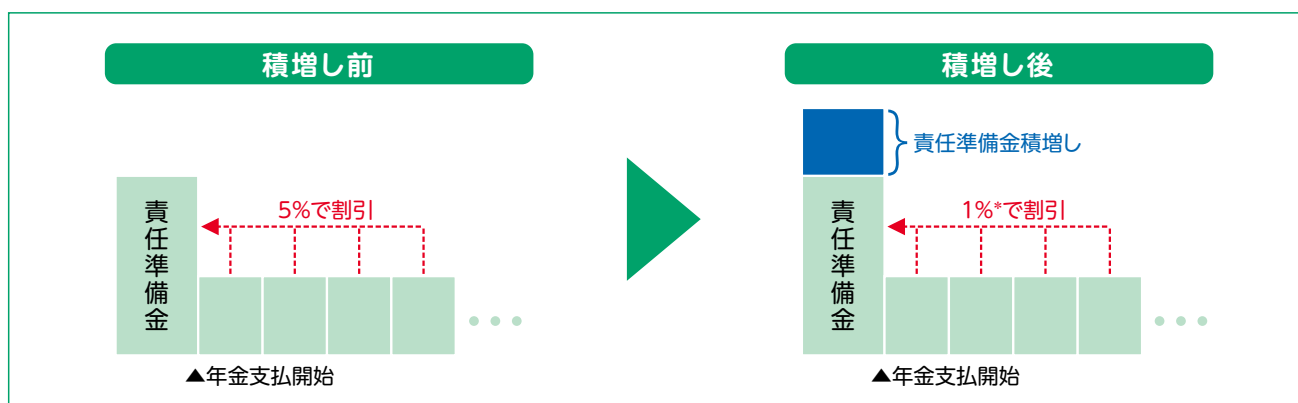 積増し前
5%で割引
責任準備金
▲年金支払開始
積増し後
責任準備金積増し
1%*で割引
責任準備金
▲年金支払開始